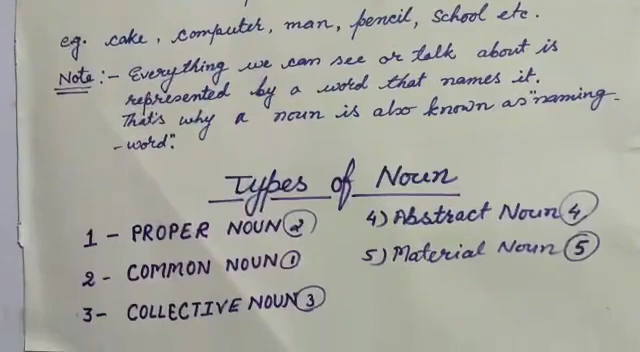 eg. cake, computer, man, pencil, school etc.
Note:- Everything we can see or talk about is
represented by a word that names it.
That's why a noun is also known as "naming-
-word".
Types of Noun
1 - PROPER NOUN 2
2 - COMMON NOUN 1
3 - COLLECTIVE NOUN 3
4) Abstract Noun 4
5) Material Noun 5